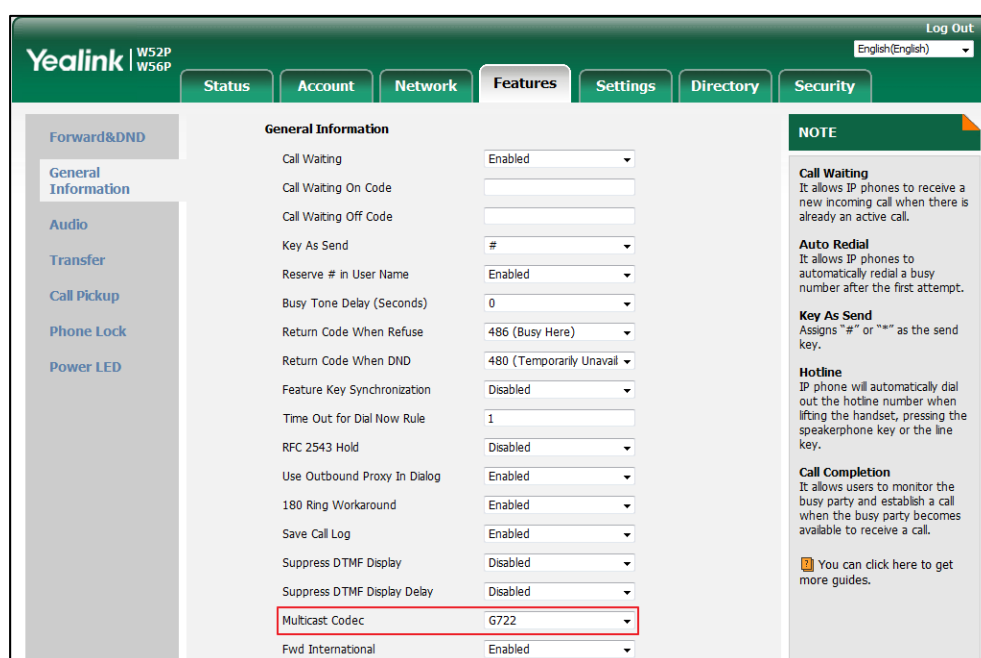 Log Out
Yealink | W52P W56P
English(English)
Status Account Network Features Settings Directory Security
Forward&DND
General
Information
Audio
Transfer
Call Pickup
Phone Lock
Power LED
General Information
Call Waiting Enabled
Call Waiting On Code
Call Waiting Off Code
Key As Send #
Reserve # in User Name Enabled
Busy Tone Delay (Seconds) 0
Return Code When Refuse 486 (Busy Here)
Return Code When DND 480 (Temporarily Unavail
Feature Key Synchronization Disabled
Time Out for Dial Now Rule 1
RFC 2543 Hold Disabled
Use Outbound Proxy In Dialog Enabled
180 Ring Workaround Enabled
Save Call Log Enabled
Suppress DTMF Display Disabled
Suppress DTMF Display Delay Disabled
Multicast Codec G722
Fwd International Enabled
NOTE
Call Waiting
It allows IP phones to receive a
new incoming call when there is
already an active call.
Auto Redial
It allows IP phones to
automatically redial a busy
number after the first attempt.
Key As Send
Assigns "#" or "*" as the send
key.
Hotline
IP phone will automatically dial
out the hotline number when
lifting the handset, pressing the
speakerphone key or the line
key.
Call Completion
It allows users to monitor the
busy party and establish a call
when the busy party becomes
available to receive a call.
You can click here to get
more guides.